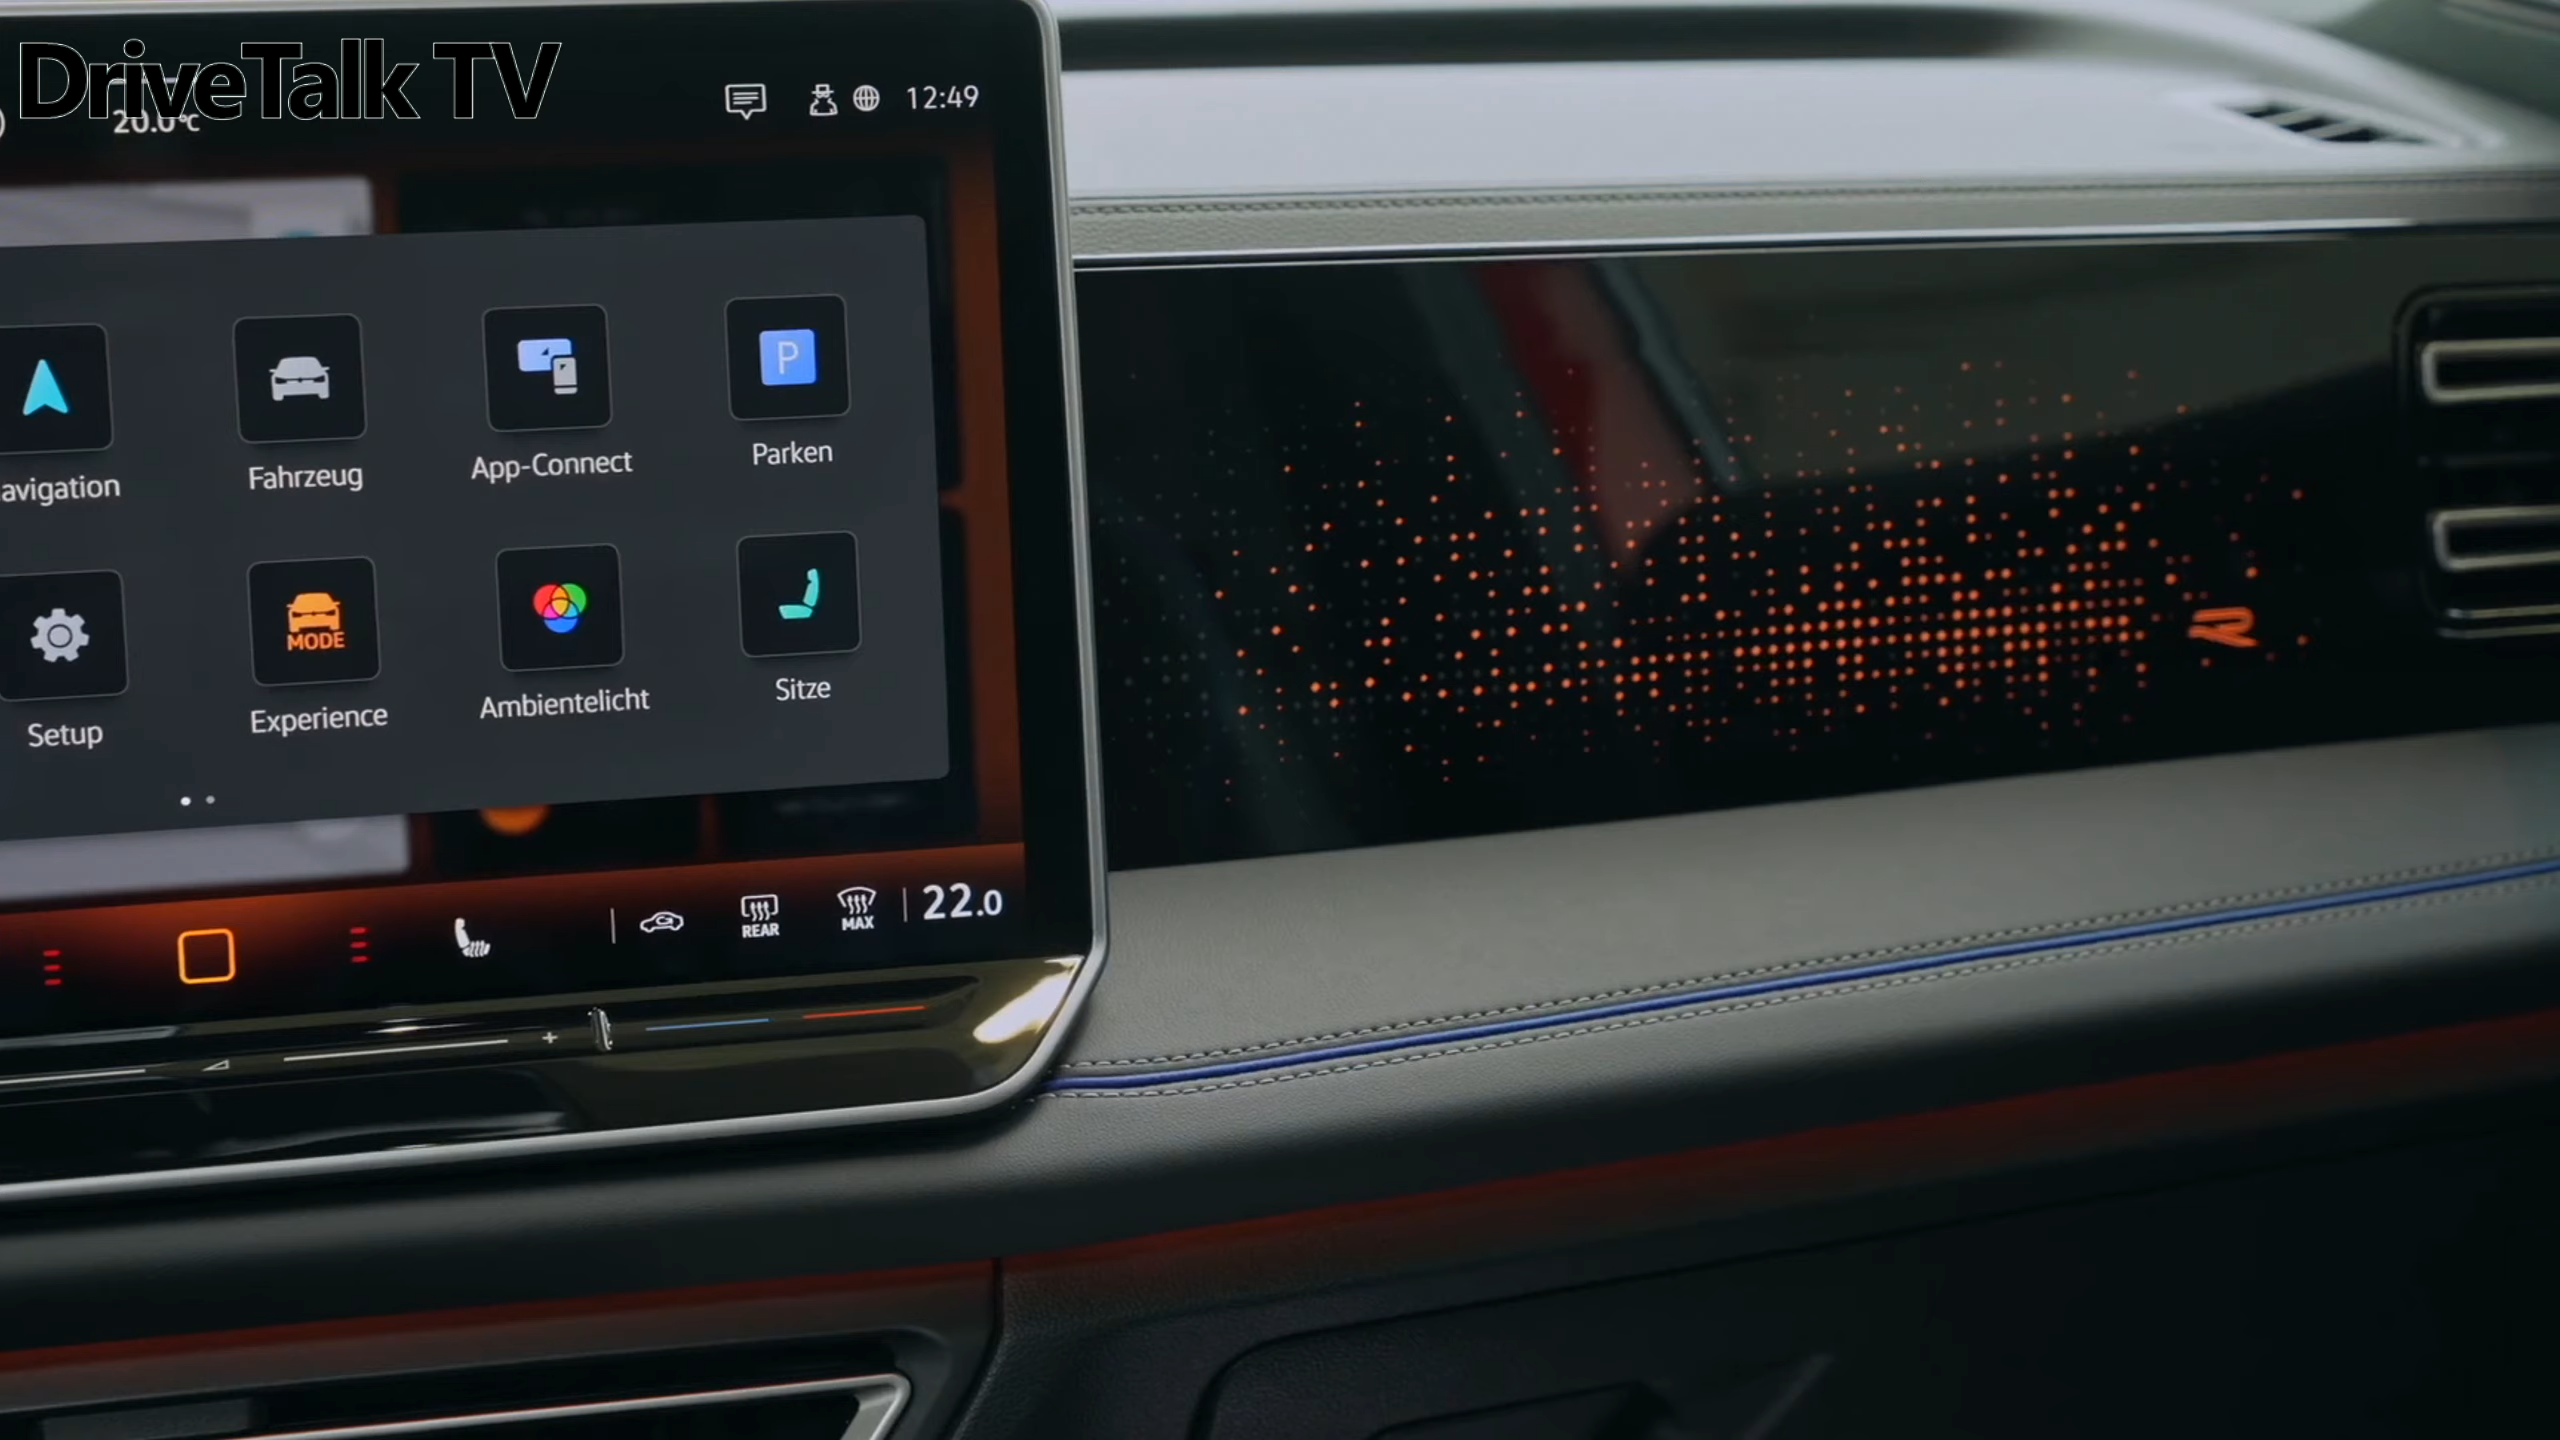 DriveTalk TV
20.0°C
12:49
avigation
Fahrzeug
App-Connect
P
Parken
Setup
MODE
Experience
Ambientelicht
Sitze
REAR
MAX
22.0
R